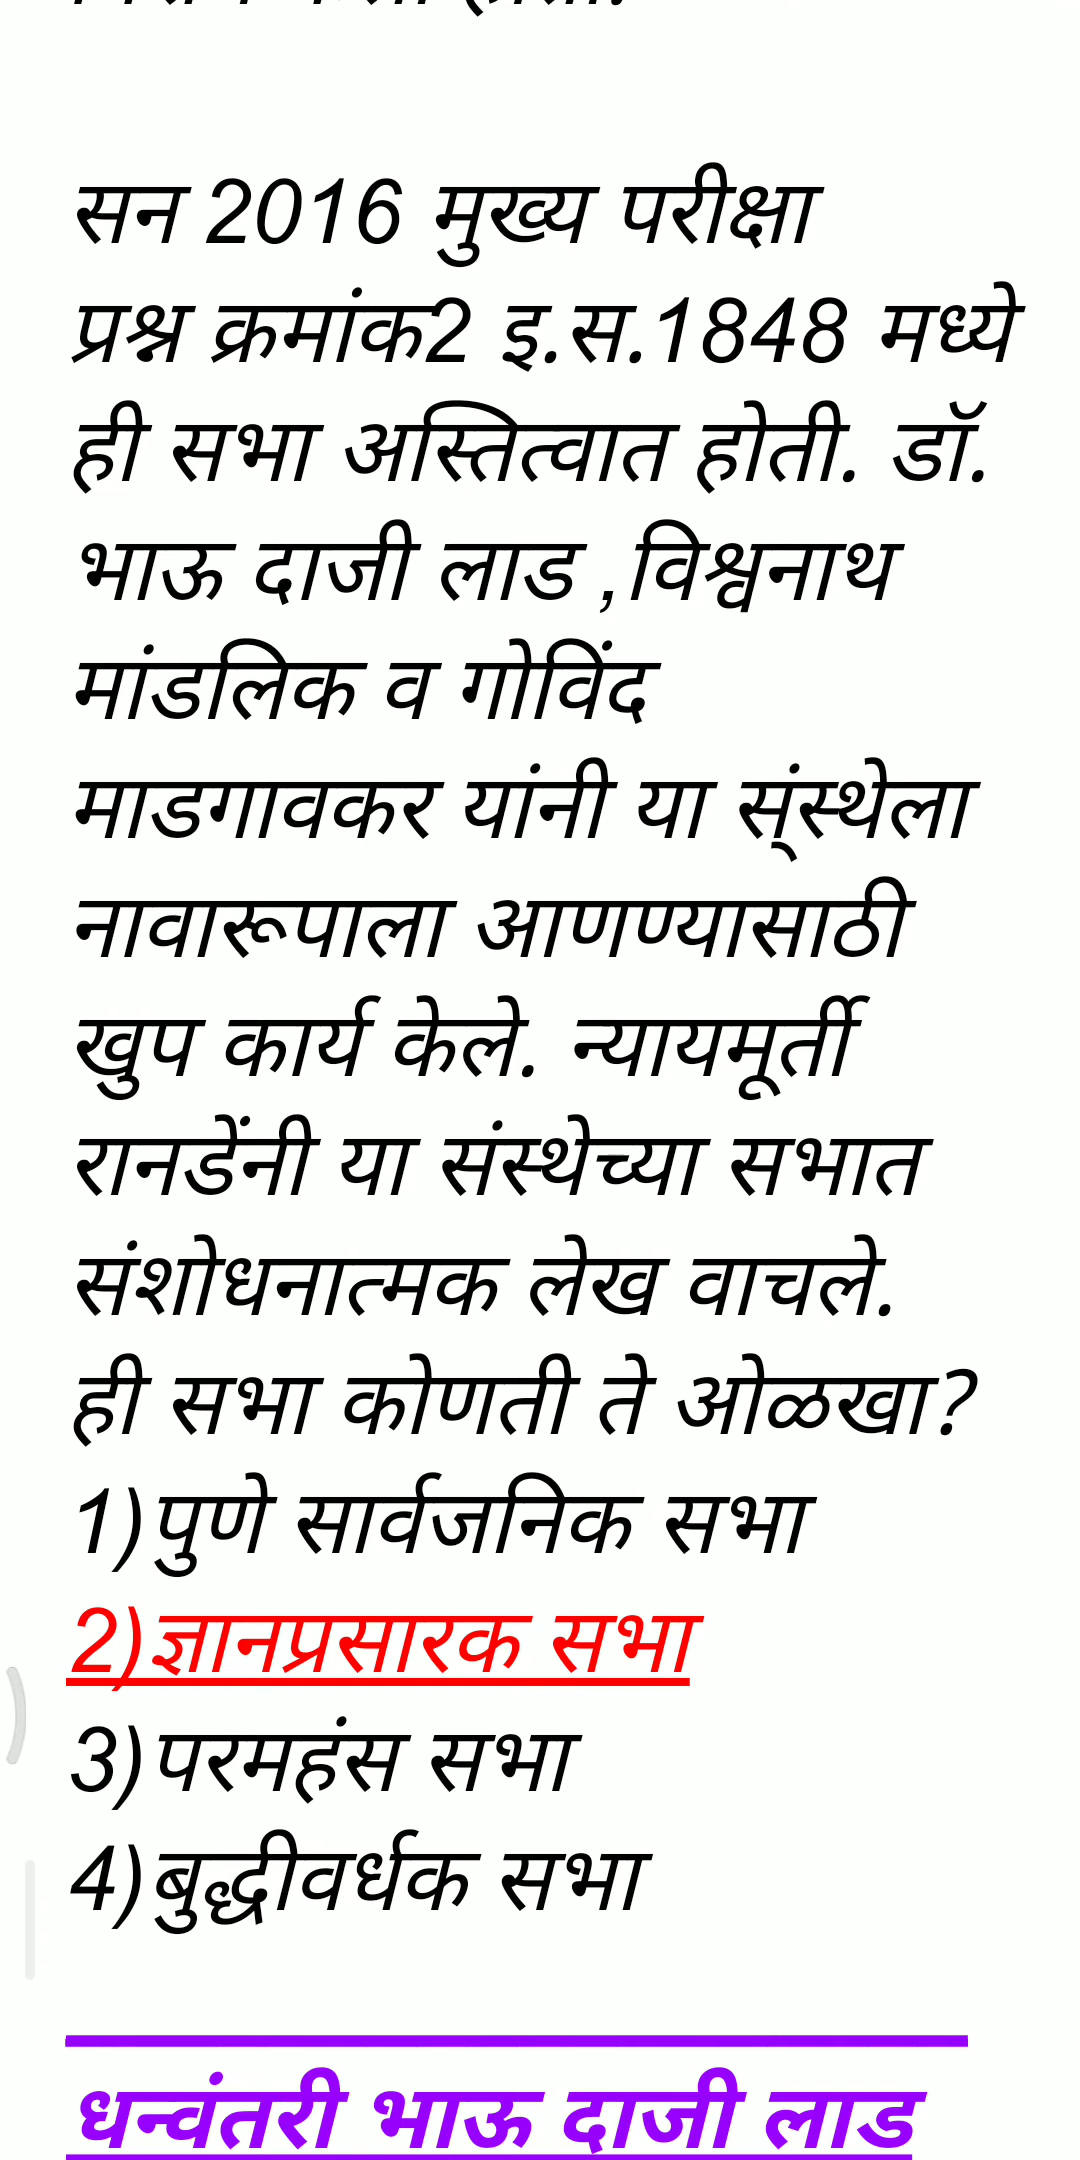 सन 2016 मुख्य परीक्षा
प्रश्न क्रमांक2 इ.स.1848 मध्ये
ही सभा अस्तित्वात होती. डॉ.
भाऊ दाजी लाड ,विश्वनाथ
मांडलिक व गोविंद
माडगावकर यांनी या स्ंस्थेला
नावारूपाला आणण्यासाठी
खुप कार्य केले. न्यायमूर्ती
रानडेंनी या संस्थेच्या सभात
संशोधनात्मक लेख वाचले.
ही सभा कोणती ते ओळखा?
1)पुणे सार्वजनिक सभा
2)ज्ञानप्रसारक सभा
3)परमहंस सभा
4)बुद्धीवर्धक सभा
धन्वंतरी भाऊ दाजी लाड